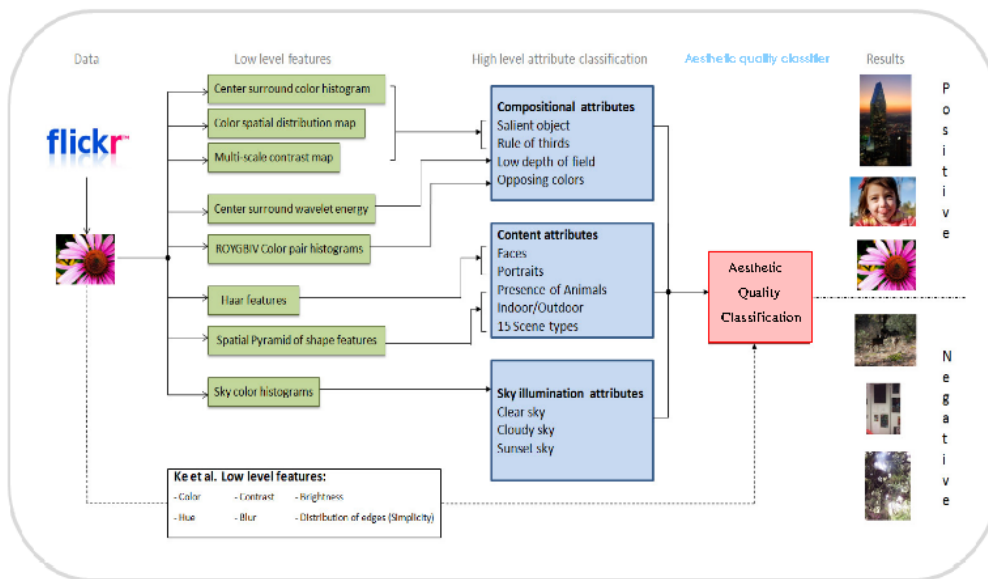 Data
Low level features
High level attribute classification
Aesthetic quality classifier
Results
flickr™
Center surround color histogram
Color spatial distribution map
Multi-scale contrast map
Center surround wavelet energy
ROYGBIV Color pair histograms
Haar features
Spatial Pyramid of shape features
Sky color histograms
Compositional attributes
Salient object
Rule of thirds
Low depth of field
Opposing colors
Content attributes
Faces
Portraits
Presence of Animals
Indoor/Outdoor
15 Scene types
Sky illumination attributes
Clear sky
Cloudy sky
Sunset sky
Aesthetic
Quality
Classification
Positive
Negative
Ke et al. Low level features:
- Color - Contrast - Brightness
- Hue - Blur - Distribution of edges (Simplicity)